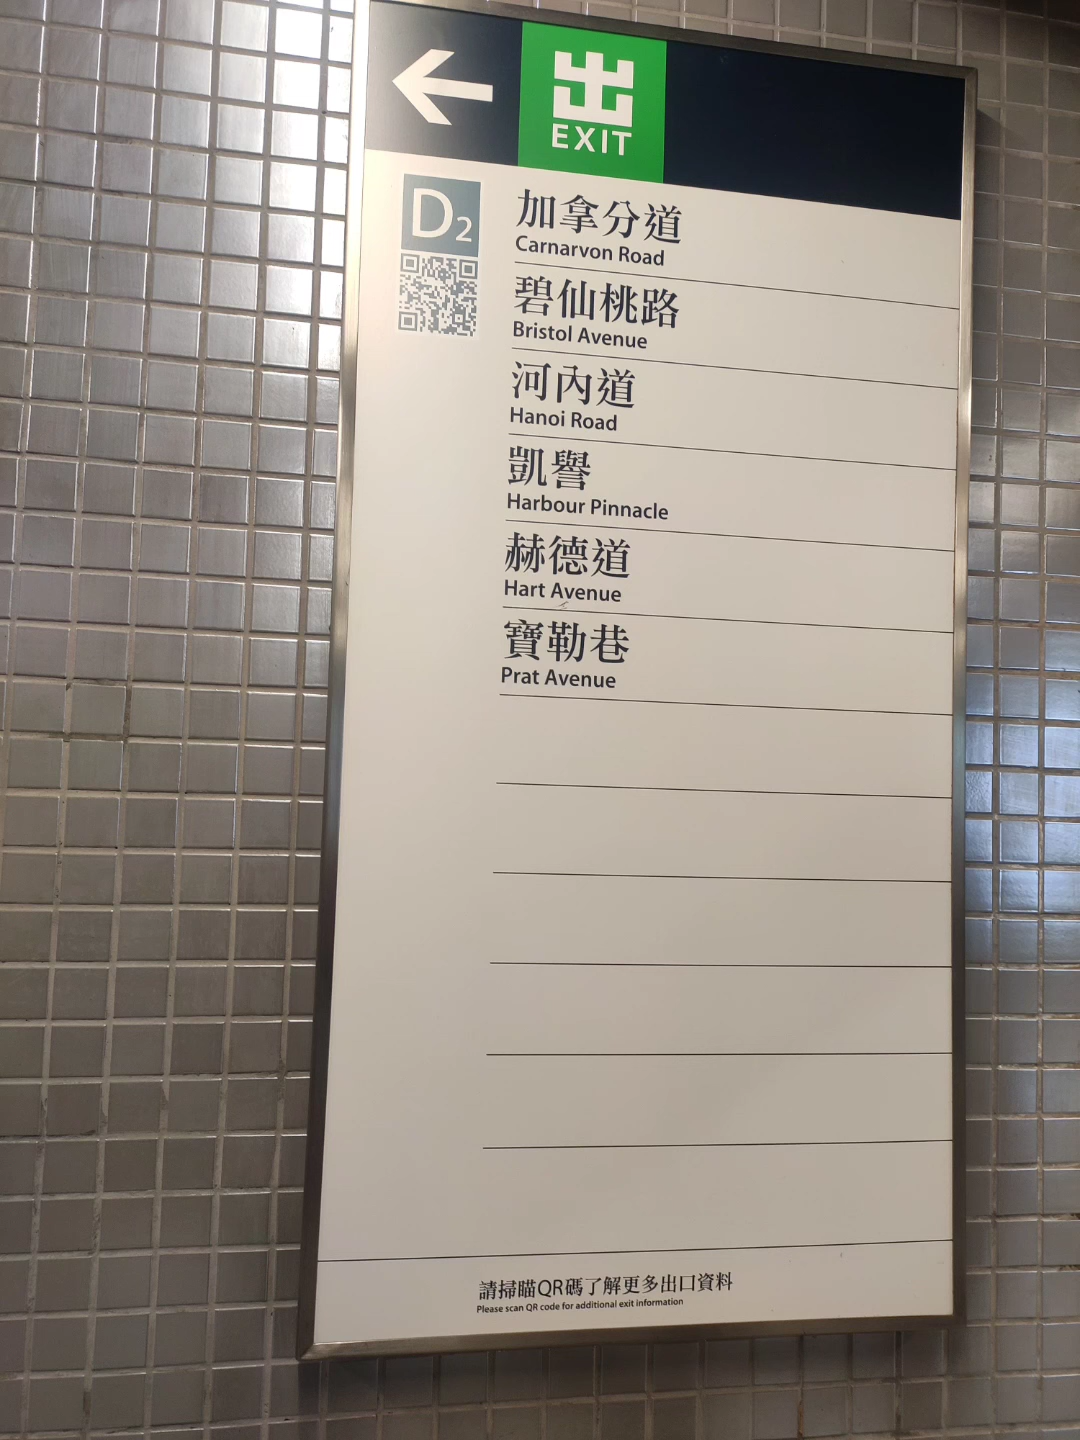 出
EXIT
D2
加拿分道
Carnarvon Road
碧仙桃路
Bristol Avenue
河內道
Hanoi Road
凱譽
Harbour Pinnacle
赫德道
Hart Avenue
寶勒巷
Prat Avenue
請掃瞄QR碼了解更多出口資料
Please scan QR code for additional exit information